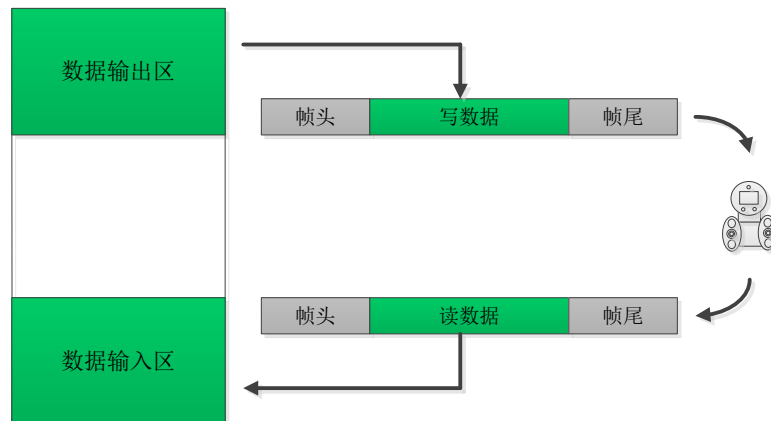 数据输出区
帧头
写数据
帧尾
帧头
读数据
帧尾
数据输入区